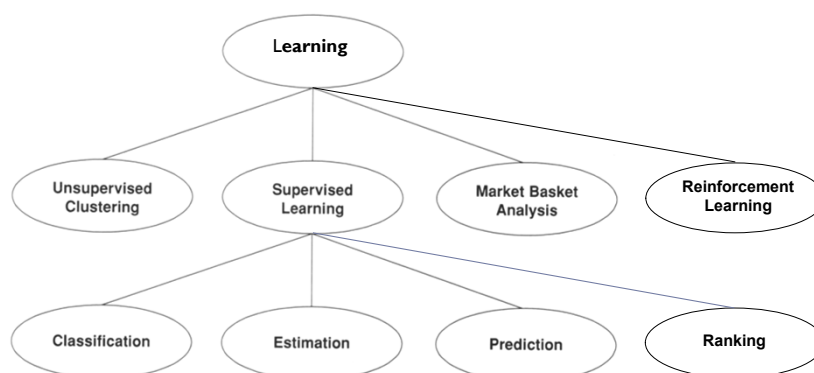 Learning
Unsupervised
Clustering
Supervised
Learning
Market Basket
Analysis
Reinforcement
Learning
Classification
Estimation
Prediction
Ranking